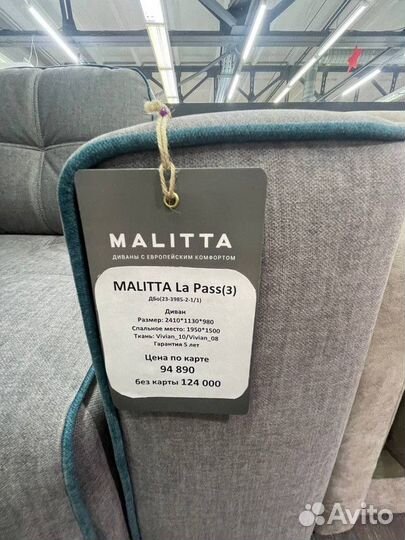 MALITTA
ДИВАНЫ С ЕВРОПЕЙСКИМ КОМФОРТОМ
MALITTA La Pass(3)
ДБо(23-3985-2-1/1)
Диван
Размер: 2410*1130*980
Спальное место: 1950*1500
Ткань: Vivian_10/Vivian_08
Гарантия 5 лет
Цена по карте
94 890
без карты 124 000
Avito